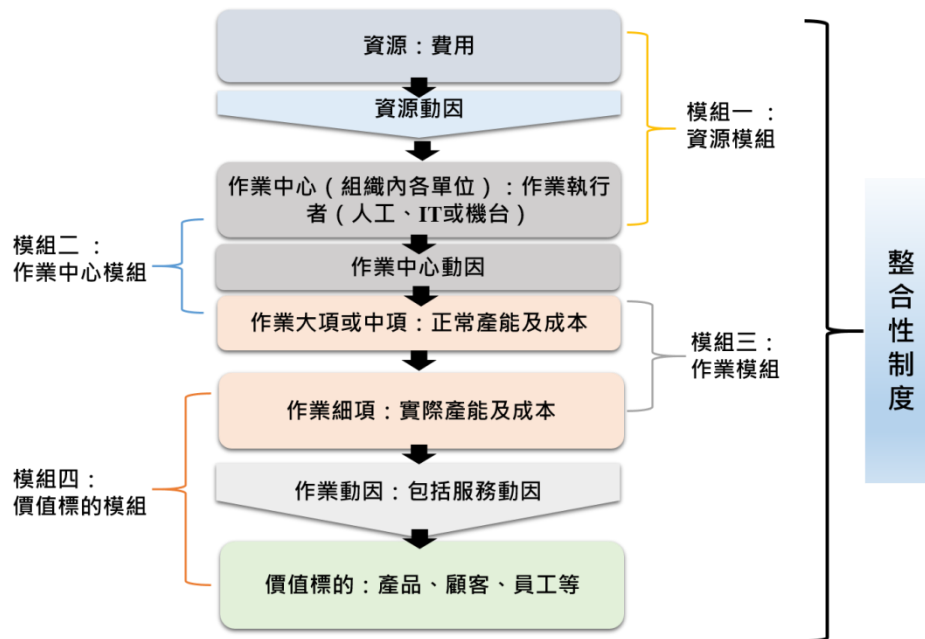 資源：費用
資源動因
模組一：
資源模組
作業中心（組織內各單位）：作業執行
者（人工、IT或機台）
模組二：
作業中心模組
作業中心動因
作業大項或中項：正常產能及成本
模組三：
作業模組
作業細項：實際產能及成本
模組四：
價值標的模組
作業動因：包括服務動因
價值標的：產品、顧客、員工等
整合性制度